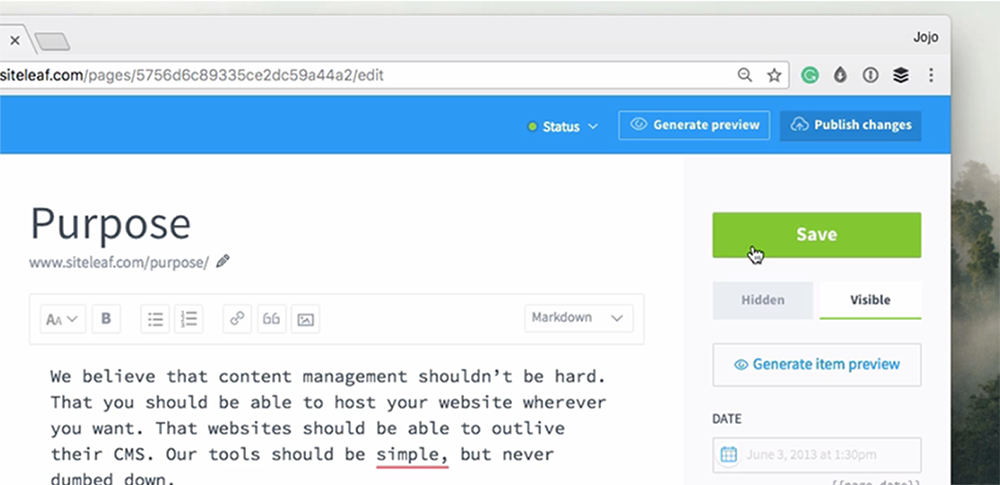 Jojo
siteleaf.com/pages/5756d6c89335ce2dc59a44a2/edit
Status
Generate preview
Publish changes
Purpose
www.siteleaf.com/purpose/
Save
Hidden
Visible
AA
B
Markdown
Generate item preview
We believe that content management shouldn’t be hard.
That you should be able to host your website wherever
you want. That websites should be able to outlive
their CMS. Our tools should be simple, but never
dumbed down.
DATE
June 3, 2013 at 1:30pm
{{page.date}}